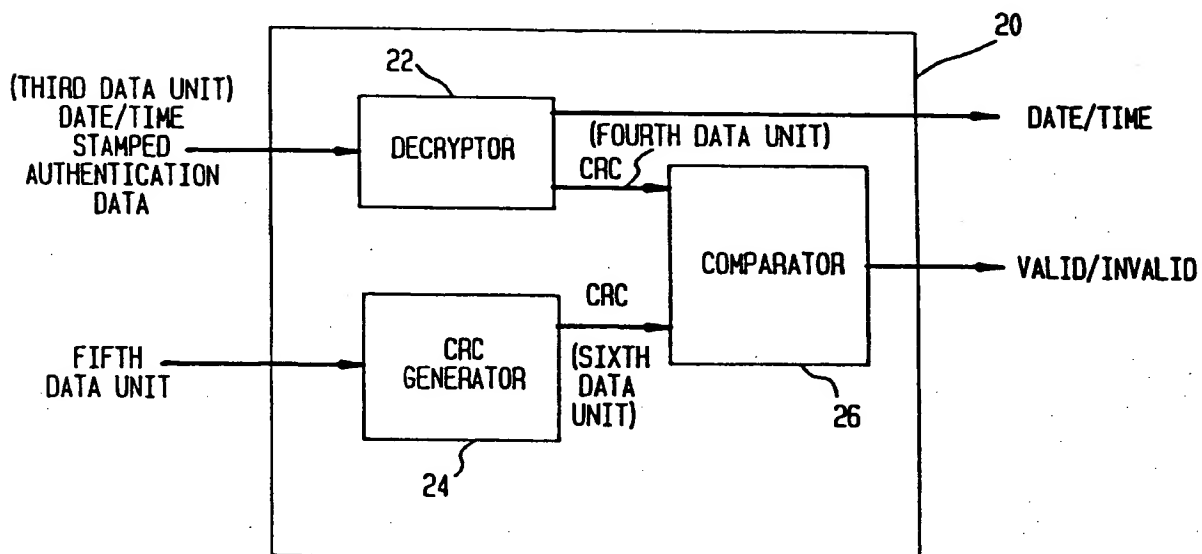 20
22
(THIRD DATA UNIT)
DATE/TIME
STAMPED
AUTHENTICATION
DATA
DECRYPTOR
DATE/TIME
(FOURTH DATA UNIT)
CRC
COMPARATOR
VALID/INVALID
CRC
FIFTH
DATA UNIT
CRC
GENERATOR
(SIXTH
DATA
UNIT)
26
24